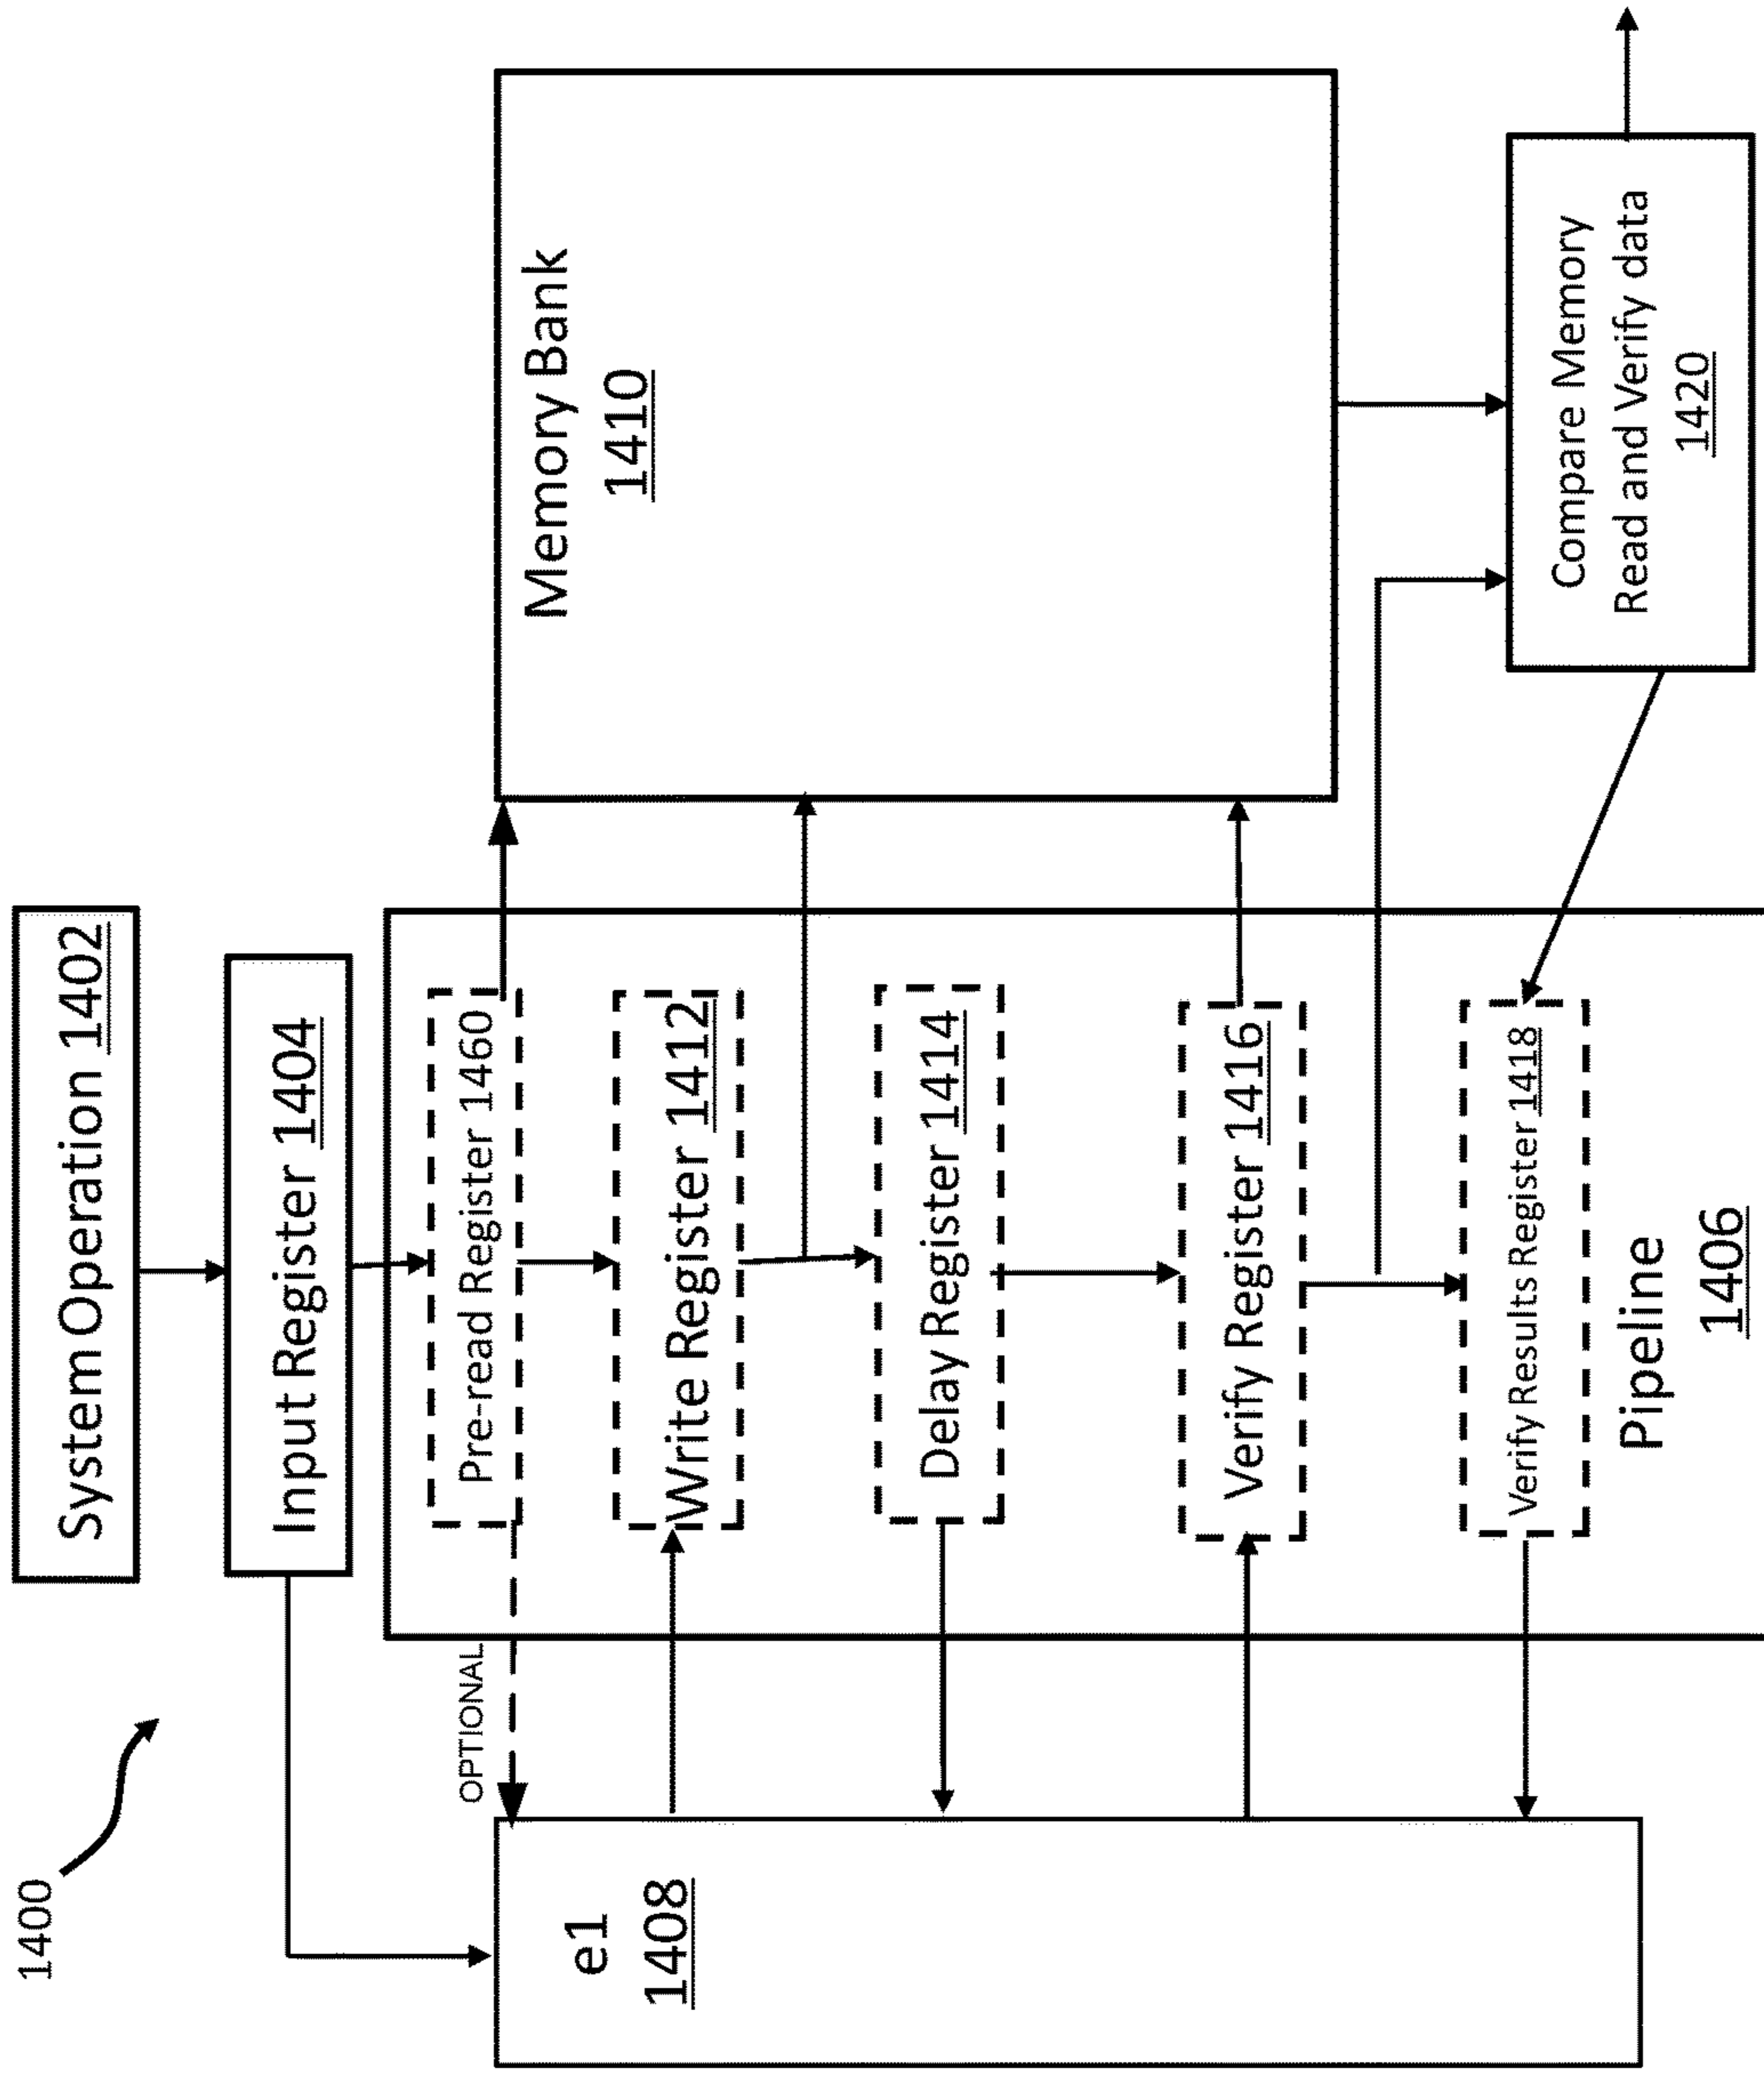 1400
System Operation 1402
Input Register 1404
OPTIONAL
Pre-read Register 1460
Write Register 1412
Delay Register 1414
Verify Register 1416
Verify Results Register 1418
Pipeline
1406
e1
1408
Memory Bank
1410
Compare Memory
Read and Verify data
1420